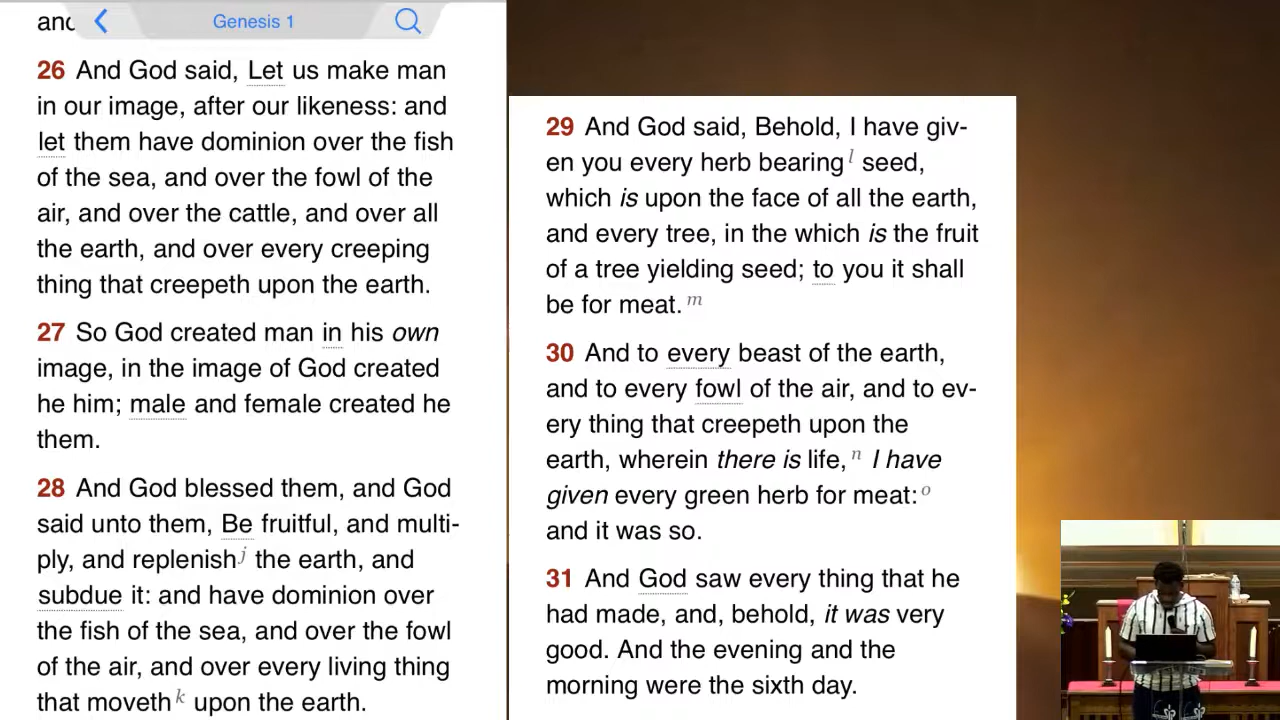 and
Genesis 1
26 And God said, Let us make man
in our image, after our likeness: and
let them have dominion over the fish
of the sea, and over the fowl of the
air, and over the cattle, and over all
the earth, and over every creeping
thing that creepeth upon the earth.
27 So God created man in his own
image, in the image of God created
he him; male and female created he
them.
28 And God blessed them, and God
said unto them, Be fruitful, and multi-
ply, and replenish j the earth, and
subdue it: and have dominion over
the fish of the sea, and over the fowl
of the air, and over every living thing
that moveth k upon the earth.
29 And God said, Behold, I have giv-
en you every herb bearing l seed,
which is upon the face of all the earth,
and every tree, in the which is the fruit
of a tree yielding seed; to you it shall
be for meat. m
30 And to every beast of the earth,
and to every fowl of the air, and to ev-
ery thing that creepeth upon the
earth, wherein there is life, n I have
given every green herb for meat: o
and it was so.
31 And God saw every thing that he
had made, and, behold, it was very
good. And the evening and the
morning were the sixth day.